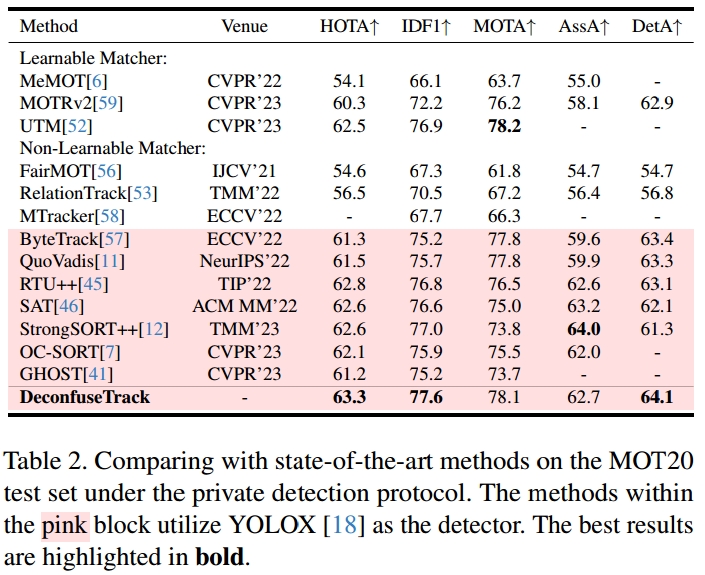 Method Venue HOTA↑ IDF1↑ MOTA↑ AssA↑ DetA↑
Learnable Matcher:
MeMOT[6] CVPR'22 54.1 66.1 63.7 55.0 -
MOTRv2[59] CVPR'23 60.3 72.2 76.2 58.1 62.9
UTM[52] CVPR'23 62.5 76.9 78.2 - -
Non-Learnable Matcher:
FairMOT[56] IJCV'21 54.6 67.3 61.8 54.7 54.7
RelationTrack[53] TMM'22 56.5 70.5 67.2 56.4 56.8
MTracker[58] ECCV'22 - 67.7 66.3 - -
ByteTrack[57] ECCV'22 61.3 75.2 77.8 59.6 63.4
QuoVadis[11] NeurIPS'22 61.5 75.7 77.8 59.9 63.3
RTU++[45] TIP'22 62.8 76.8 76.5 62.6 63.1
SAT[46] ACM MM'22 62.6 76.6 75.0 63.2 62.1
StrongSORT++[12] TMM'23 62.6 77.0 73.8 64.0 61.3
OC-SORT[7] CVPR'23 62.1 75.9 75.5 62.0 -
GHOST[41] CVPR'23 61.2 75.2 73.7 - -
DeconfuseTrack - 63.3 77.6 78.1 62.7 64.1
Table 2. Comparing with state-of-the-art methods on the MOT20
test set under the private detection protocol. The methods within
the pink block utilize YOLOX [18] as the detector. The best results
are highlighted in bold.